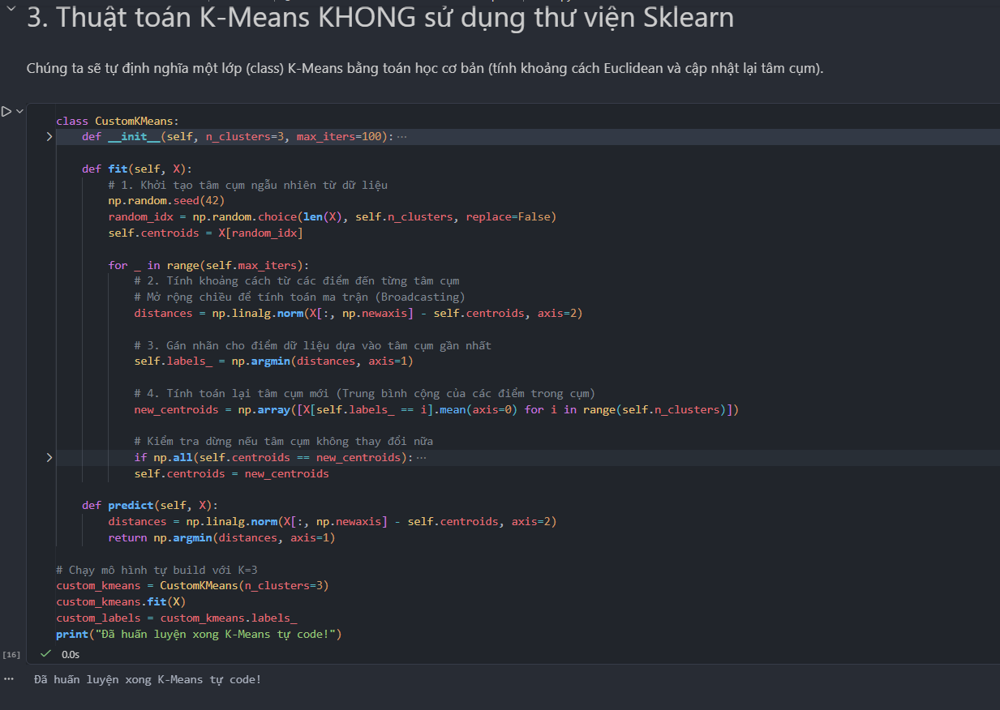 3. Thuật toán K-Means KHONG sử dụng thư viện Sklearn
Chúng ta sẽ tự định nghĩa một lớp (class) K-Means bằng toán học cơ bản (tính khoảng cách Euclidean và cập nhật lại tâm cụm).
class CustomKMeans:
def __init__(self, n_clusters=3, max_iters=100): ···
def fit(self, X):
# 1. Khởi tạo tâm cụm ngẫu nhiên từ dữ liệu
np.random.seed(42)
random_idx = np.random.choice(len(X), self.n_clusters, replace=False)
self.centroids = X[random_idx]
for _ in range(self.max_iters):
# 2. Tính khoảng cách từ các điểm đến từng tâm cụm
# Mở rộng chiều để tính toán ma trận (Broadcasting)
distances = np.linalg.norm(X[:, np.newaxis] - self.centroids, axis=2)
# 3. Gán nhãn cho điểm dữ liệu dựa vào tâm cụm gần nhất
self.labels_ = np.argmin(distances, axis=1)
# 4. Tính toán lại tâm cụm mới (Trung bình cộng của các điểm trong cụm)
new_centroids = np.array([X[self.labels_ == i].mean(axis=0) for i in range(self.n_clusters)])
# Kiểm tra dừng nếu tâm cụm không thay đổi nữa
if np.all(self.centroids == new_centroids): ···
self.centroids = new_centroids
def predict(self, X):
distances = np.linalg.norm(X[:, np.newaxis] - self.centroids, axis=2)
return np.argmin(distances, axis=1)
# Chạy mô hình tự build với K=3
custom_kmeans = CustomKMeans(n_clusters=3)
custom_kmeans.fit(X)
custom_labels = custom_kmeans.labels_
print("Đã huấn luyện xong K-Means tự code!")
[16] 0.0s
··· Đã huấn luyện xong K-Means tự code!